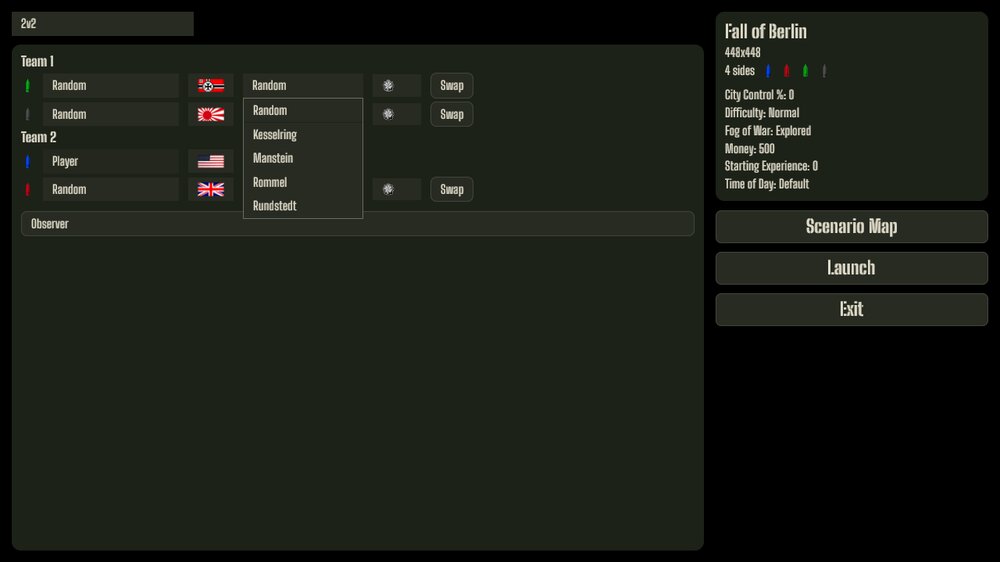 2v2
Team 1
Random
Random
Swap
Random
Swap
Random
Kesselring
Manstein
Rommel
Rundstedt
Team 2
Player
Random
Swap
Observer
Fall of Berlin
448x448
4 sides
City Control %: 0
Difficulty: Normal
Fog of War: Explored
Money: 500
Starting Experience: 0
Time of Day: Default
Scenario Map
Launch
Exit